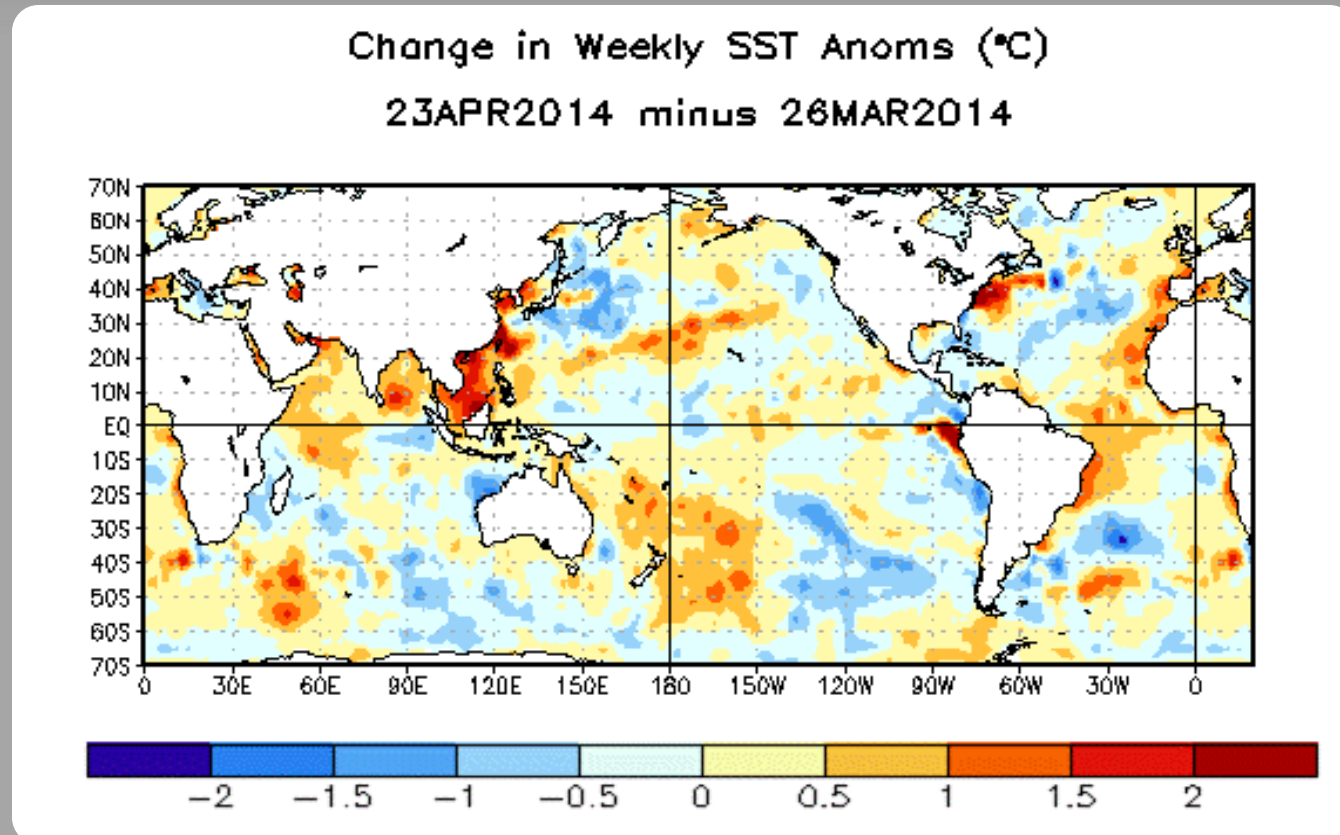 Change in Weekly SST Anoms (°C)
23APR2014 minus 26MAR2014
70N
60N
50N
40N
30N
20N
10N
EQ
10S
20S
30S
40S
50S
60S
70S
0 30E 60E 90E 120E 150E 180 150W 120W 90W 60W 30W 0
−2 −1.5 −1 −0.5 0 0.5 1 1.5 2